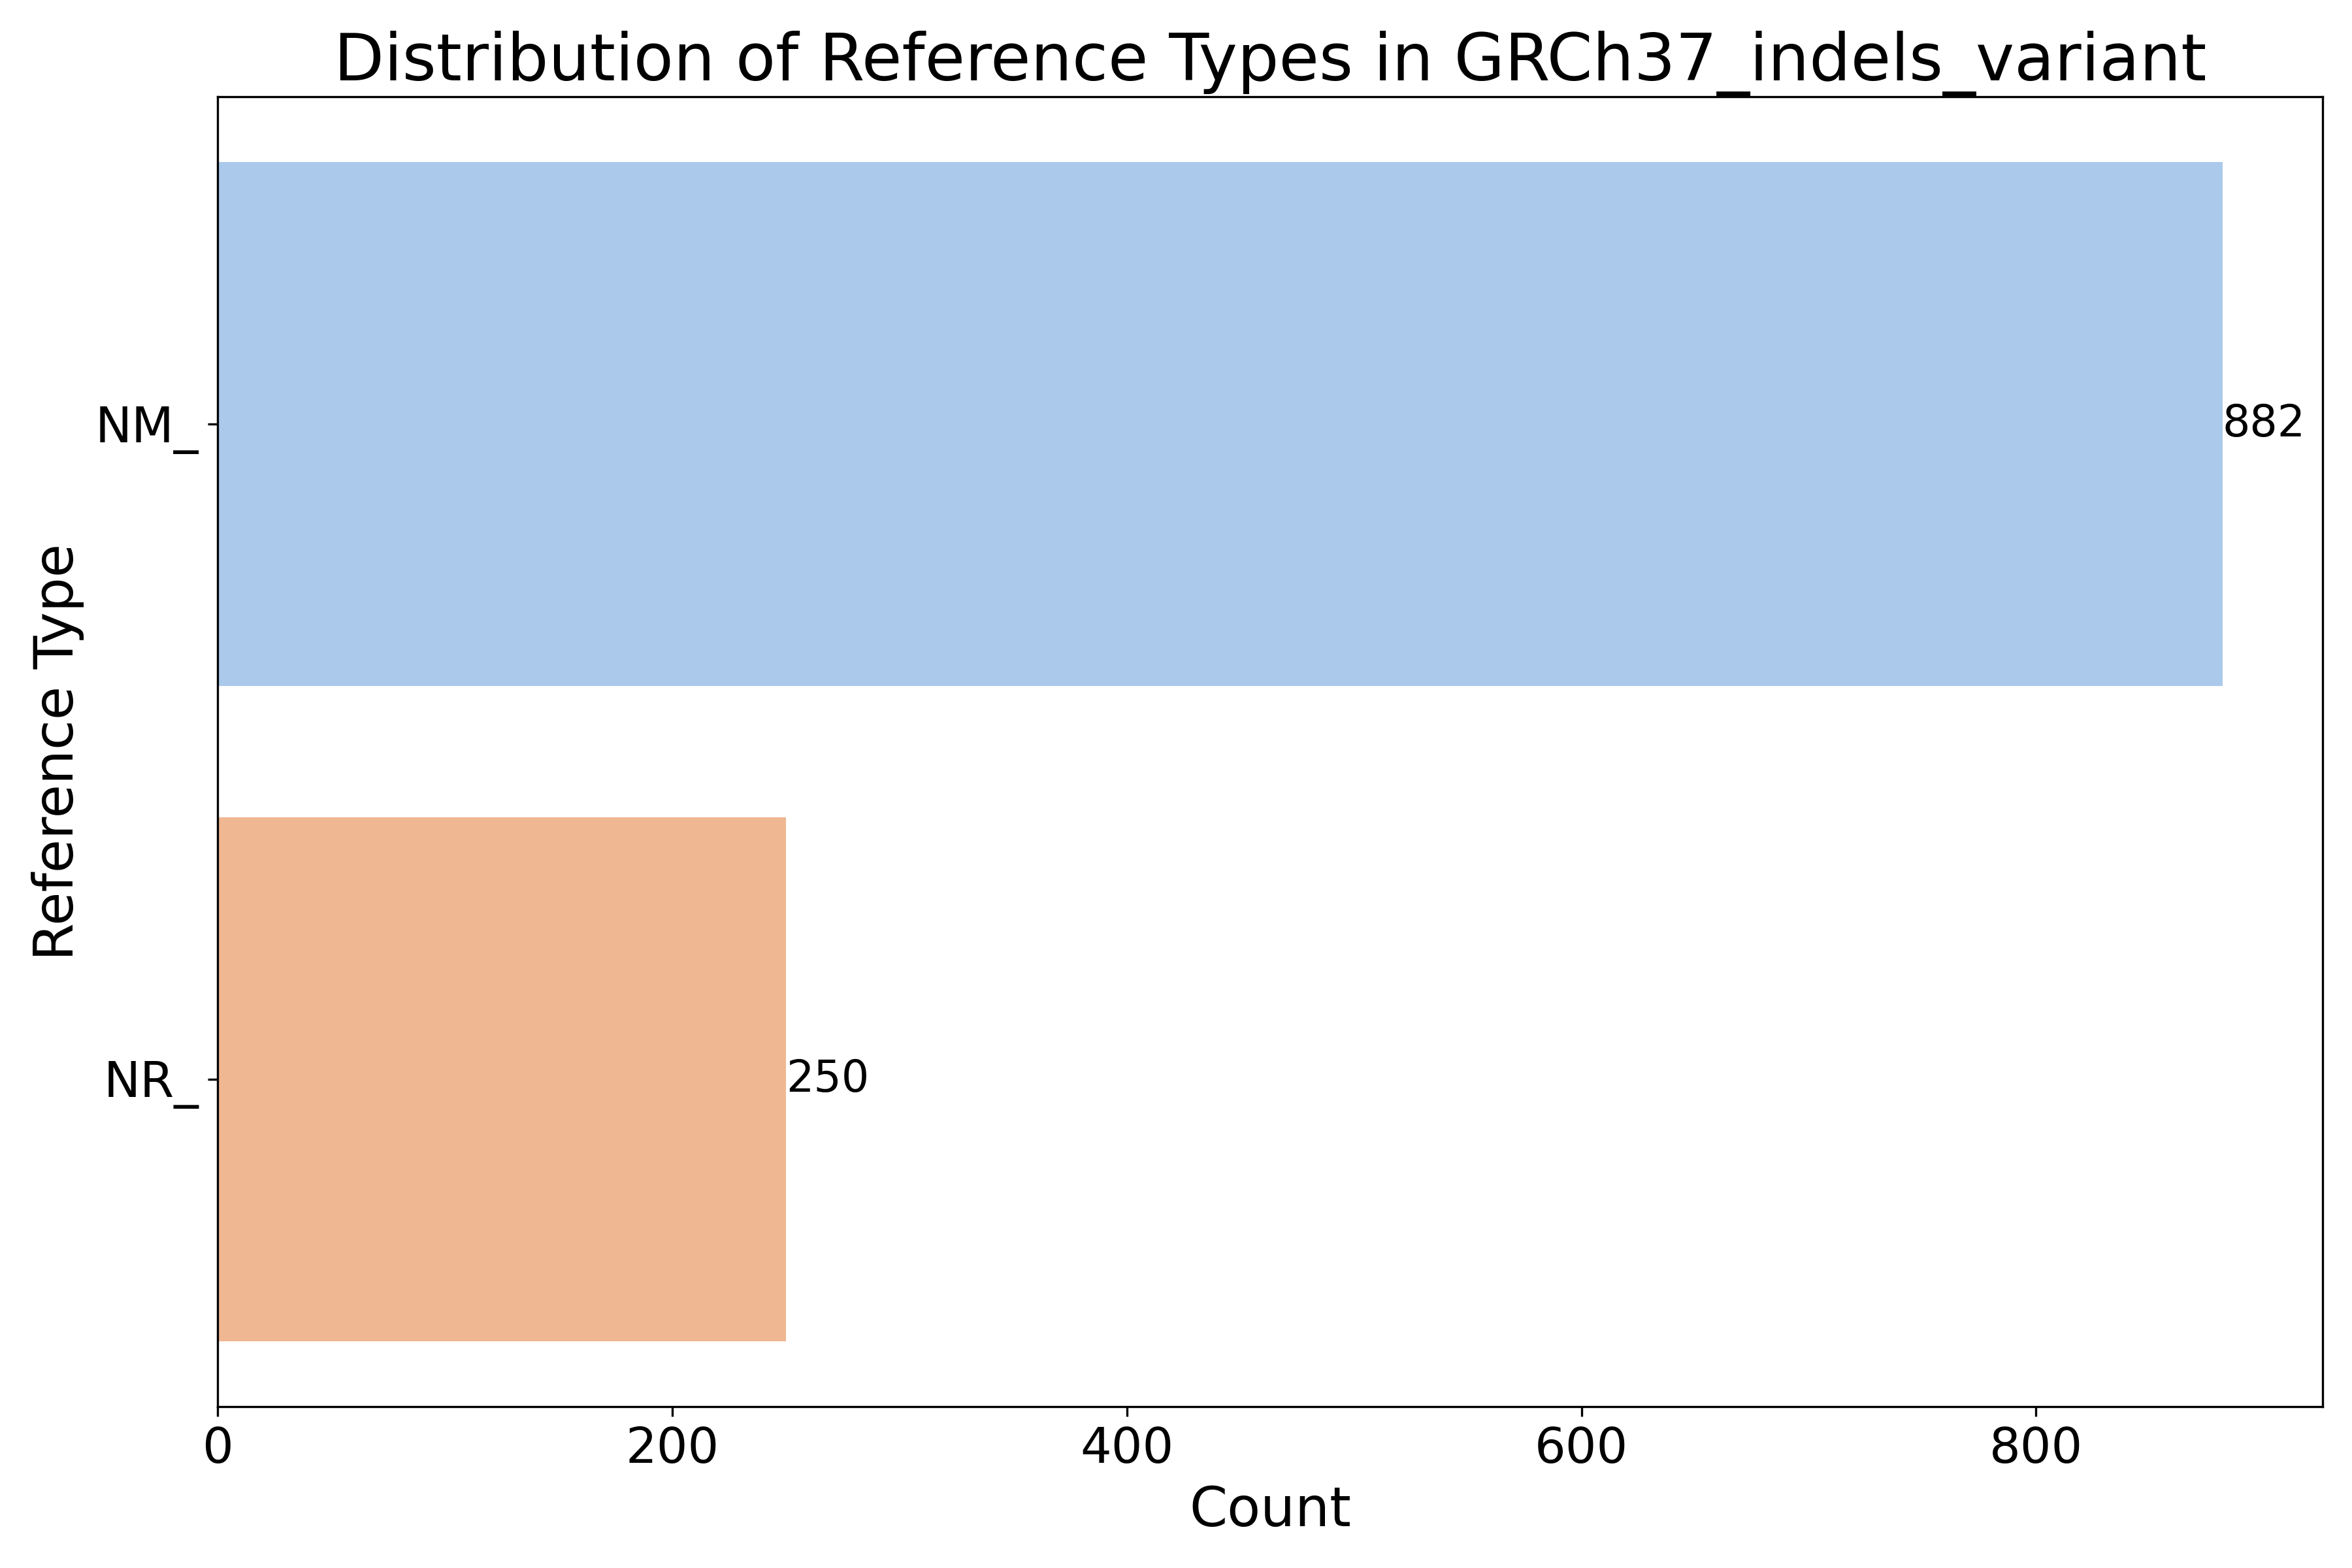 Distribution of Reference Types in GRCh37_indels_variant
Reference Type
NM_
882
NR_
250
0 200 400 600 800
Count